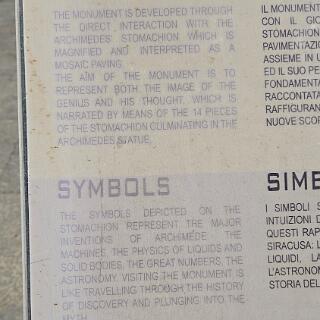 THE MONUMENT IS DEVELOPED THROUGH
THE DIRECT INTERACTION WITH THE
ARCHIMEDES STOMACHION WHICH IS
MAGNIFIED AND INTERPRETED AS A
MOSAIC PAVING.
THE AIM OF THE MONUMENT IS TO
REPRESENT BOTH THE IMAGE OF THE
GENIUS AND HIS THOUGHT, WHICH IS
NARRATED BY MEANS OF THE 14 PIECES
OF THE STOMACHION CULMINATING IN THE
ARCHIMEDES STATUE.
SYMBOLS
THE SYMBOLS DEPICTED ON THE
STOMACHION REPRESENT THE MAJOR
INVENTIONS OF ARCHIMEDE: THE
MACHINES, THE PHYSICS OF LIQUIDS AND
SOLID BODIES, THE GREAT NUMBERS, THE
ASTRONOMY. VISITING THE MONUMENT IS
LIKE TRAVELLING THROUGH THE HISTORY
OF DISCOVERY AND PLUNGING INTO THE
MYTH.
IL MONUMENT
CON IL GIO
STOMACHION
PAVIMENTAZIO
ASSIEME IN U
ED IL SUO PE
FONDAMENTA
RACCONTATA
RAFFIGURAN
NUOVE SCOP
SIMB
I SIMBOLI S
INTUIZIONI D
QUESTI RAP
SIRACUSA: L
LIQUIDI, LA
L'ASTRONOM
STORIA DEL